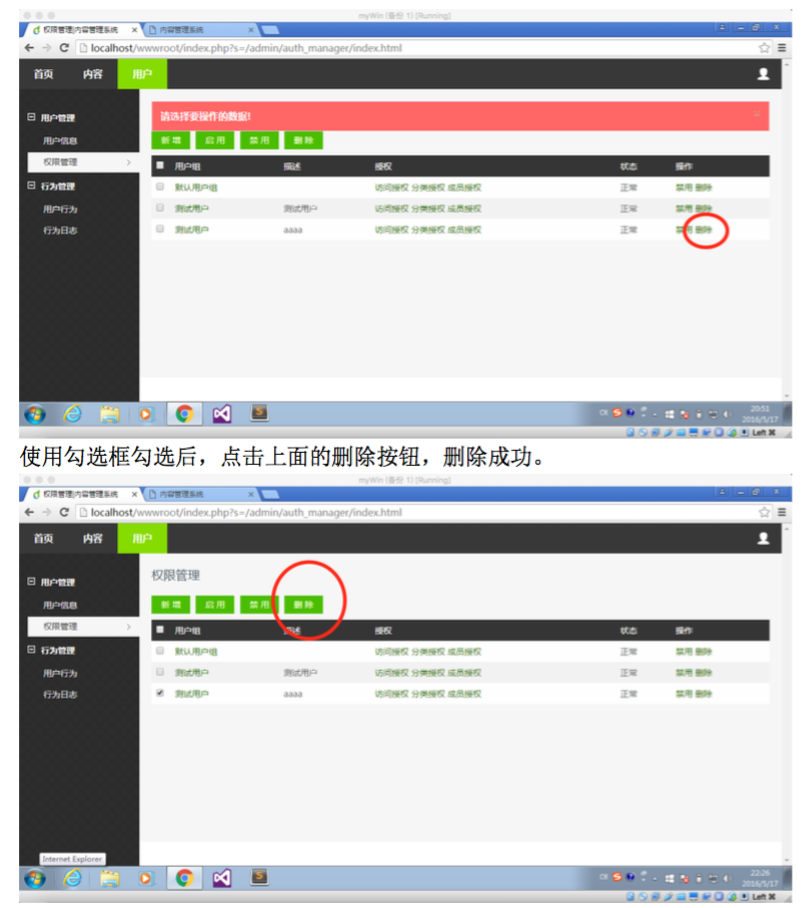 myWin (备份 1) [Running]
权限管理|内容管理系统 × 内容管理系统 ×
localhost/wwwroot/index.php?s=/admin/auth_manager/index.html
首页 内容 用户
用户管理
用户信息
权限管理
行为管理
用户行为
行为日志
请选择要操作的数据!
新 增 启 用 禁 用 删 除
用户组 描述 授权 状态 操作
默认用户组 访问授权 分类授权 成员授权 正常 禁用 删除
测试用户 测试用户 访问授权 分类授权 成员授权 正常 禁用 删除
测试用户 aaaa 访问授权 分类授权 成员授权 正常 禁用 删除
20:51
2016/5/17
Left ⌘
使用勾选框勾选后，点击上面的删除按钮，删除成功。
myWin (备份 1) [Running]
权限管理|内容管理系统 × 内容管理系统 ×
localhost/wwwroot/index.php?s=/admin/auth_manager/index.html
首页 内容 用户
用户管理
用户信息
权限管理
行为管理
用户行为
行为日志
权限管理
新 增 启 用 禁 用 删 除
用户组 描述 授权 状态 操作
默认用户组 访问授权 分类授权 成员授权 正常 禁用 删除
测试用户 测试用户 访问授权 分类授权 成员授权 正常 禁用 删除
测试用户 aaaa 访问授权 分类授权 成员授权 正常 禁用 删除
Internet Explorer
22:26
2016/5/17
Left ⌘